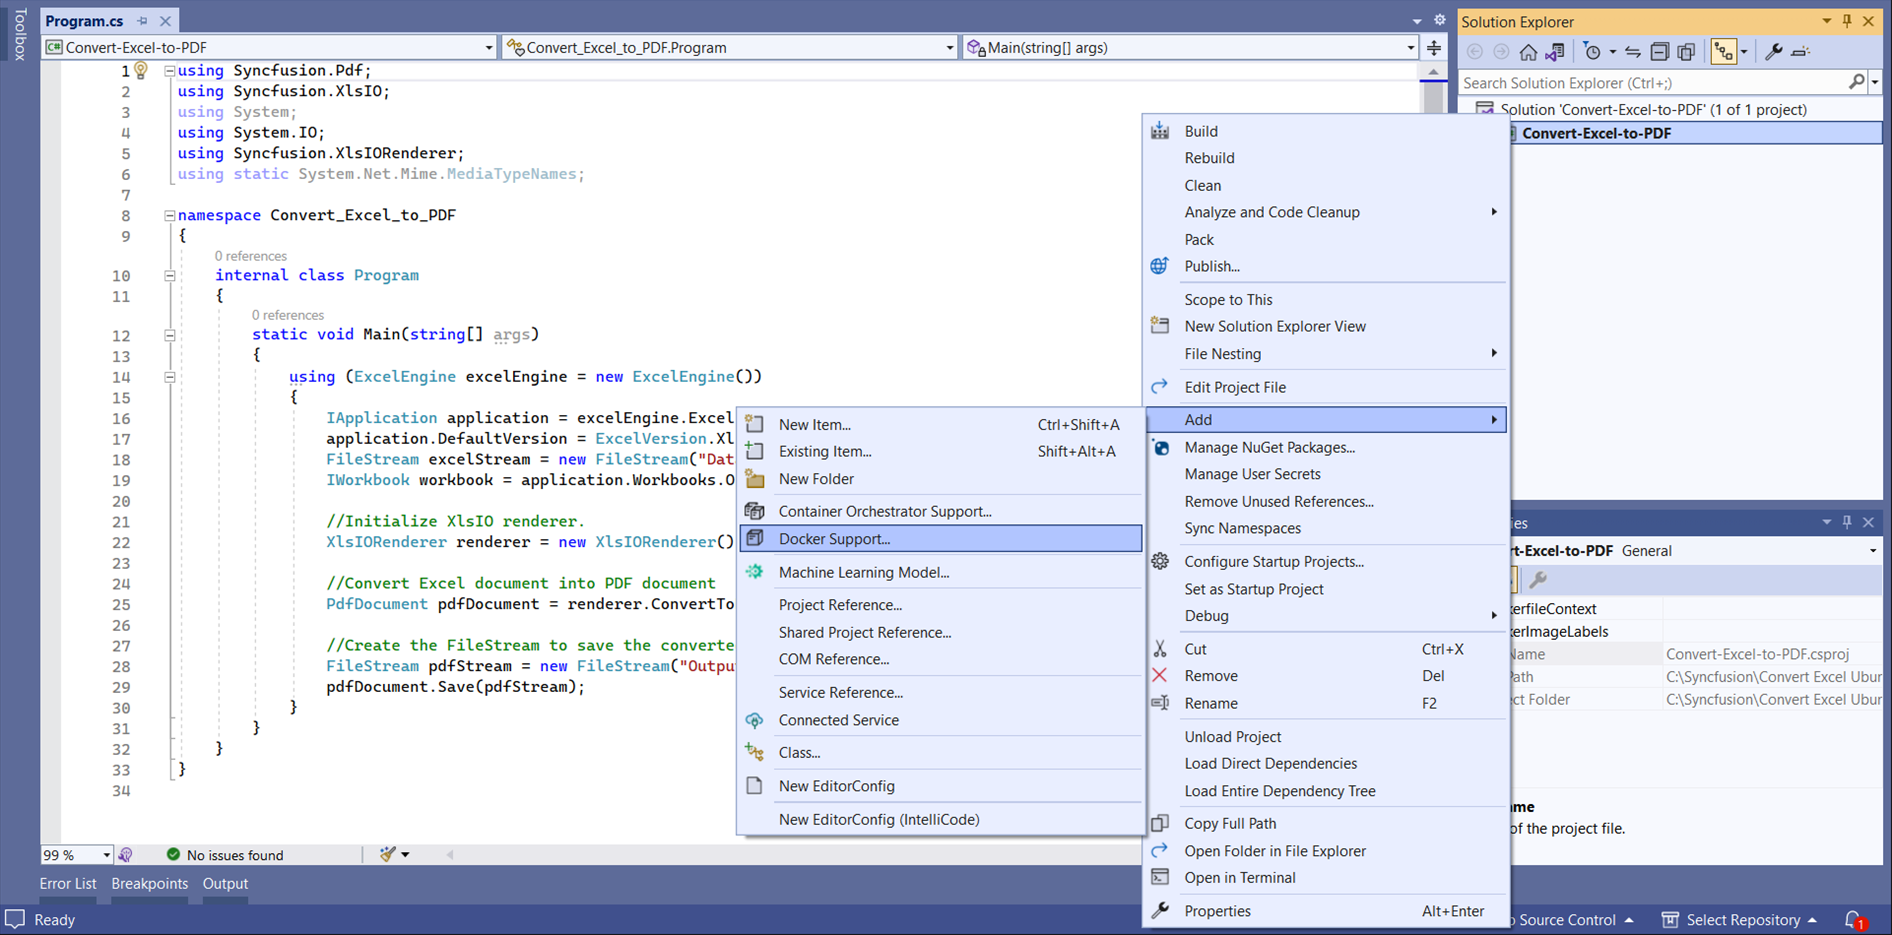 Toolbox
Program.cs
C# Convert-Excel-to-PDF
Convert_Excel_to_PDF.Program
Main(string[] args)
1 using Syncfusion.Pdf;
2 using Syncfusion.XlsIO;
3 using System;
4 using System.IO;
5 using Syncfusion.XlsIORenderer;
6 using static System.Net.Mime.MediaTypeNames;
7
8 namespace Convert_Excel_to_PDF
9 {
0 references
10 internal class Program
11 {
0 references
12 static void Main(string[] args)
13 {
14 using (ExcelEngine excelEngine = new ExcelEngine())
15 {
16 IApplication application = excelEngine.Excel
17 application.DefaultVersion = ExcelVersion.Xl
18 FileStream excelStream = new FileStream("Dat
19 IWorkbook workbook = application.Workbooks.O
20
21 //Initialize XlsIO renderer.
22 XlsIORenderer renderer = new XlsIORenderer()
23
24 //Convert Excel document into PDF document
25 PdfDocument pdfDocument = renderer.ConvertTo
26
27 //Create the FileStream to save the converte
28 FileStream pdfStream = new FileStream("Outpu
29 pdfDocument.Save(pdfStream);
30 }
31 }
32 }
33 }
34
New Item... Ctrl+Shift+A
Existing Item... Shift+Alt+A
New Folder
Container Orchestrator Support...
Docker Support...
Machine Learning Model...
Project Reference...
Shared Project Reference...
COM Reference...
Service Reference...
Connected Service
Class...
New EditorConfig
New EditorConfig (IntelliCode)
Build
Rebuild
Clean
Analyze and Code Cleanup
Pack
Publish...
Scope to This
New Solution Explorer View
File Nesting
Edit Project File
Add
Manage NuGet Packages...
Manage User Secrets
Remove Unused References...
Sync Namespaces
Configure Startup Projects...
Set as Startup Project
Debug
Cut Ctrl+X
Remove Del
Rename F2
Unload Project
Load Direct Dependencies
Load Entire Dependency Tree
Copy Full Path
Open Folder in File Explorer
Open in Terminal
Properties Alt+Enter
Solution Explorer
Search Solution Explorer (Ctrl+;)
Solution 'Convert-Excel-to-PDF' (1 of 1 project)
Convert-Excel-to-PDF
ies
rt-Excel-to-PDF General
kerfileContext
kerImageLabels
Name Convert-Excel-to-PDF.csproj
Path C:\Syncfusion\Convert Excel Ubur
ct Folder C:\Syncfusion\Convert Excel Ubur
me
of the project file.
99 %
No issues found
Error List Breakpoints Output
Ready
o Source Control
Select Repository
1